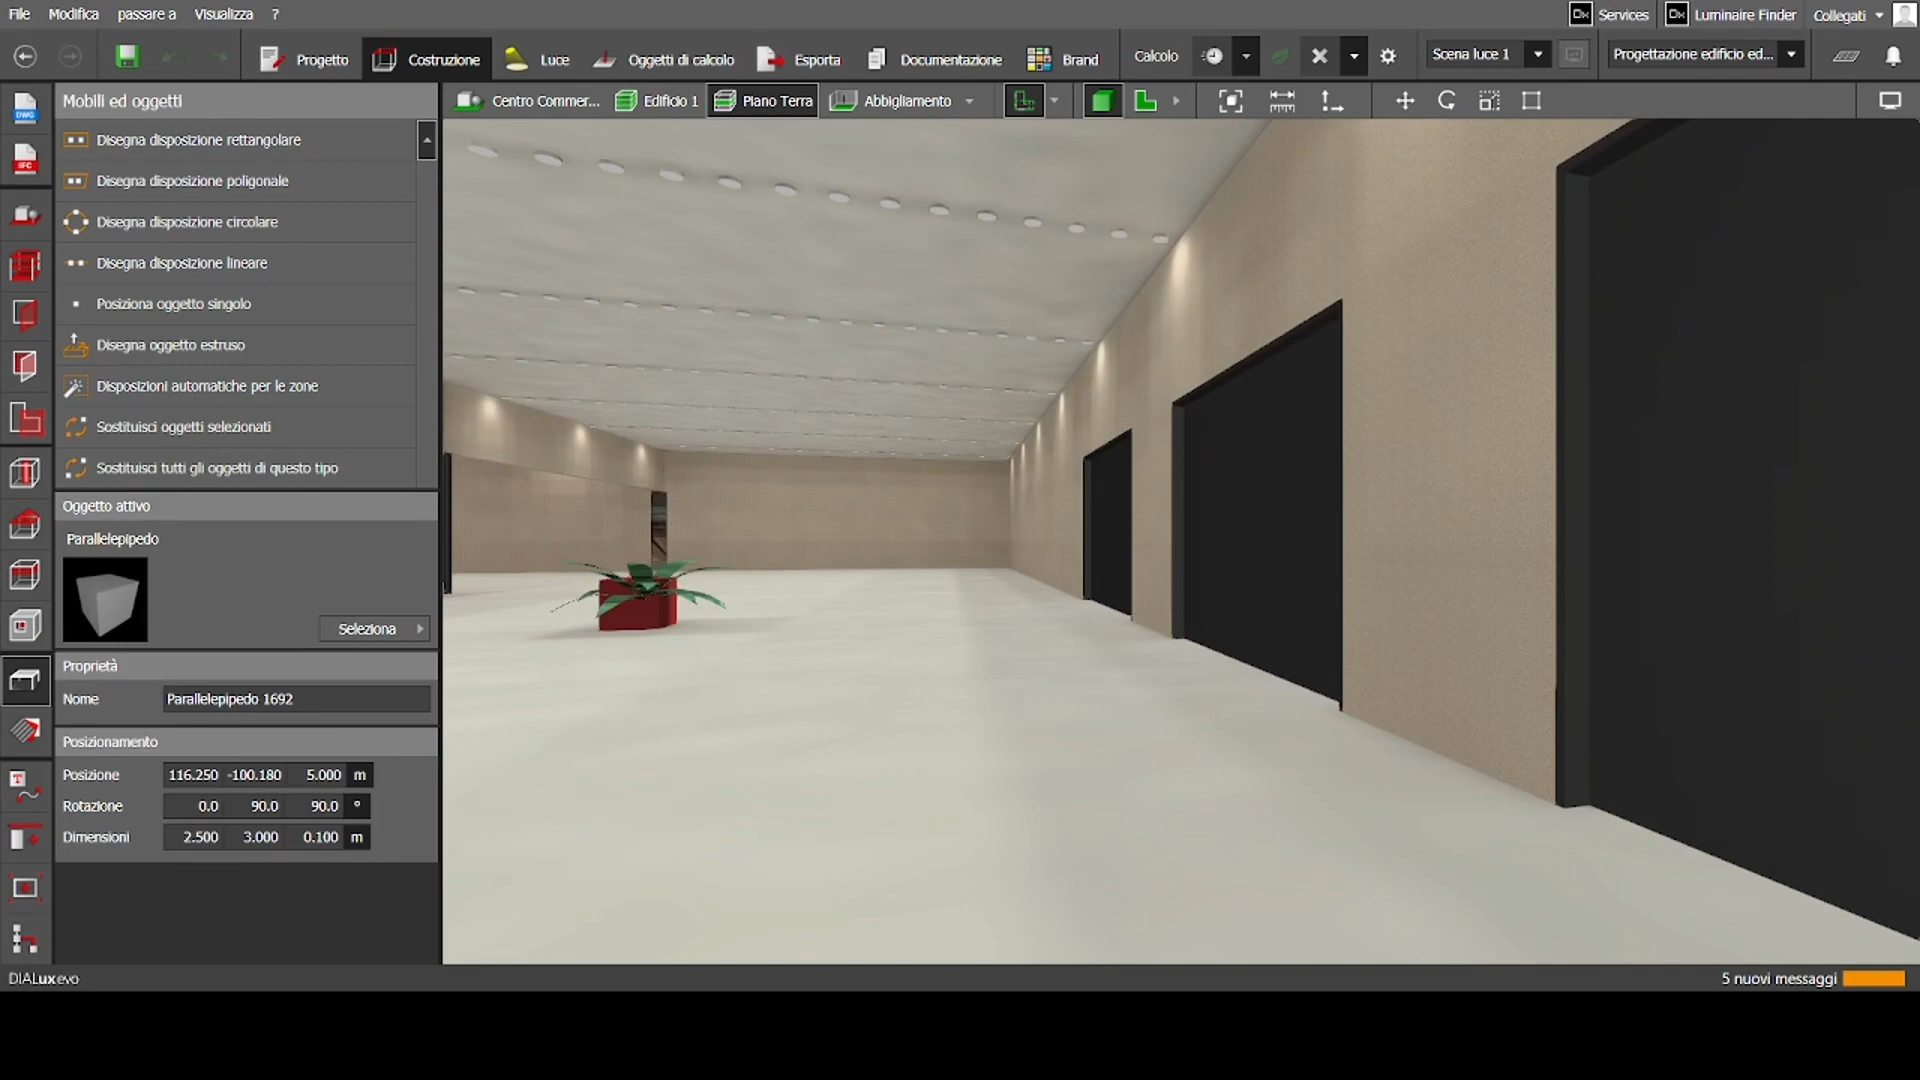 File Modifica passare a Visualizza ?
Dx Services Dx Luminaire Finder Collegati
Progetto Costruzione Luce Oggetti di calcolo Esporta Documentazione Brand Calcolo Scena luce 1 Progettazione edificio ed...
DWG
IFC
Mobili ed oggetti
Disegna disposizione rettangolare
Disegna disposizione poligonale
Disegna disposizione circolare
Disegna disposizione lineare
Posiziona oggetto singolo
Disegna oggetto estruso
Disposizioni automatiche per le zone
Sostituisci oggetti selezionati
Sostituisci tutti gli oggetti di questo tipo
Centro Commer... Edificio 1 Piano Terra Abbigliamento
Oggetto attivo
Parallelepipedo
Seleziona
Proprietà
Nome Parallelepipedo 1692
Posizionamento
Posizione 116.250 -100.180 5.000 m
Rotazione 0.0 90.0 90.0 °
Dimensioni 2.500 3.000 0.100 m
DIALux evo
5 nuovi messaggi